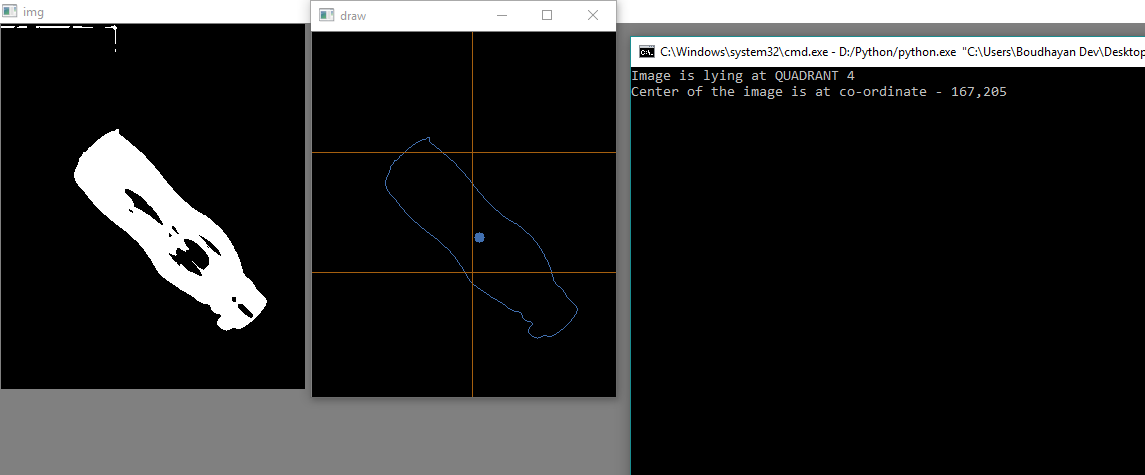 img
draw
C:\Windows\system32\cmd.exe - D:/Python/python.exe "C:\Users\Boudhayan Dev\Desktop
Image is lying at QUADRANT 4
Center of the image is at co-ordinate - 167,205